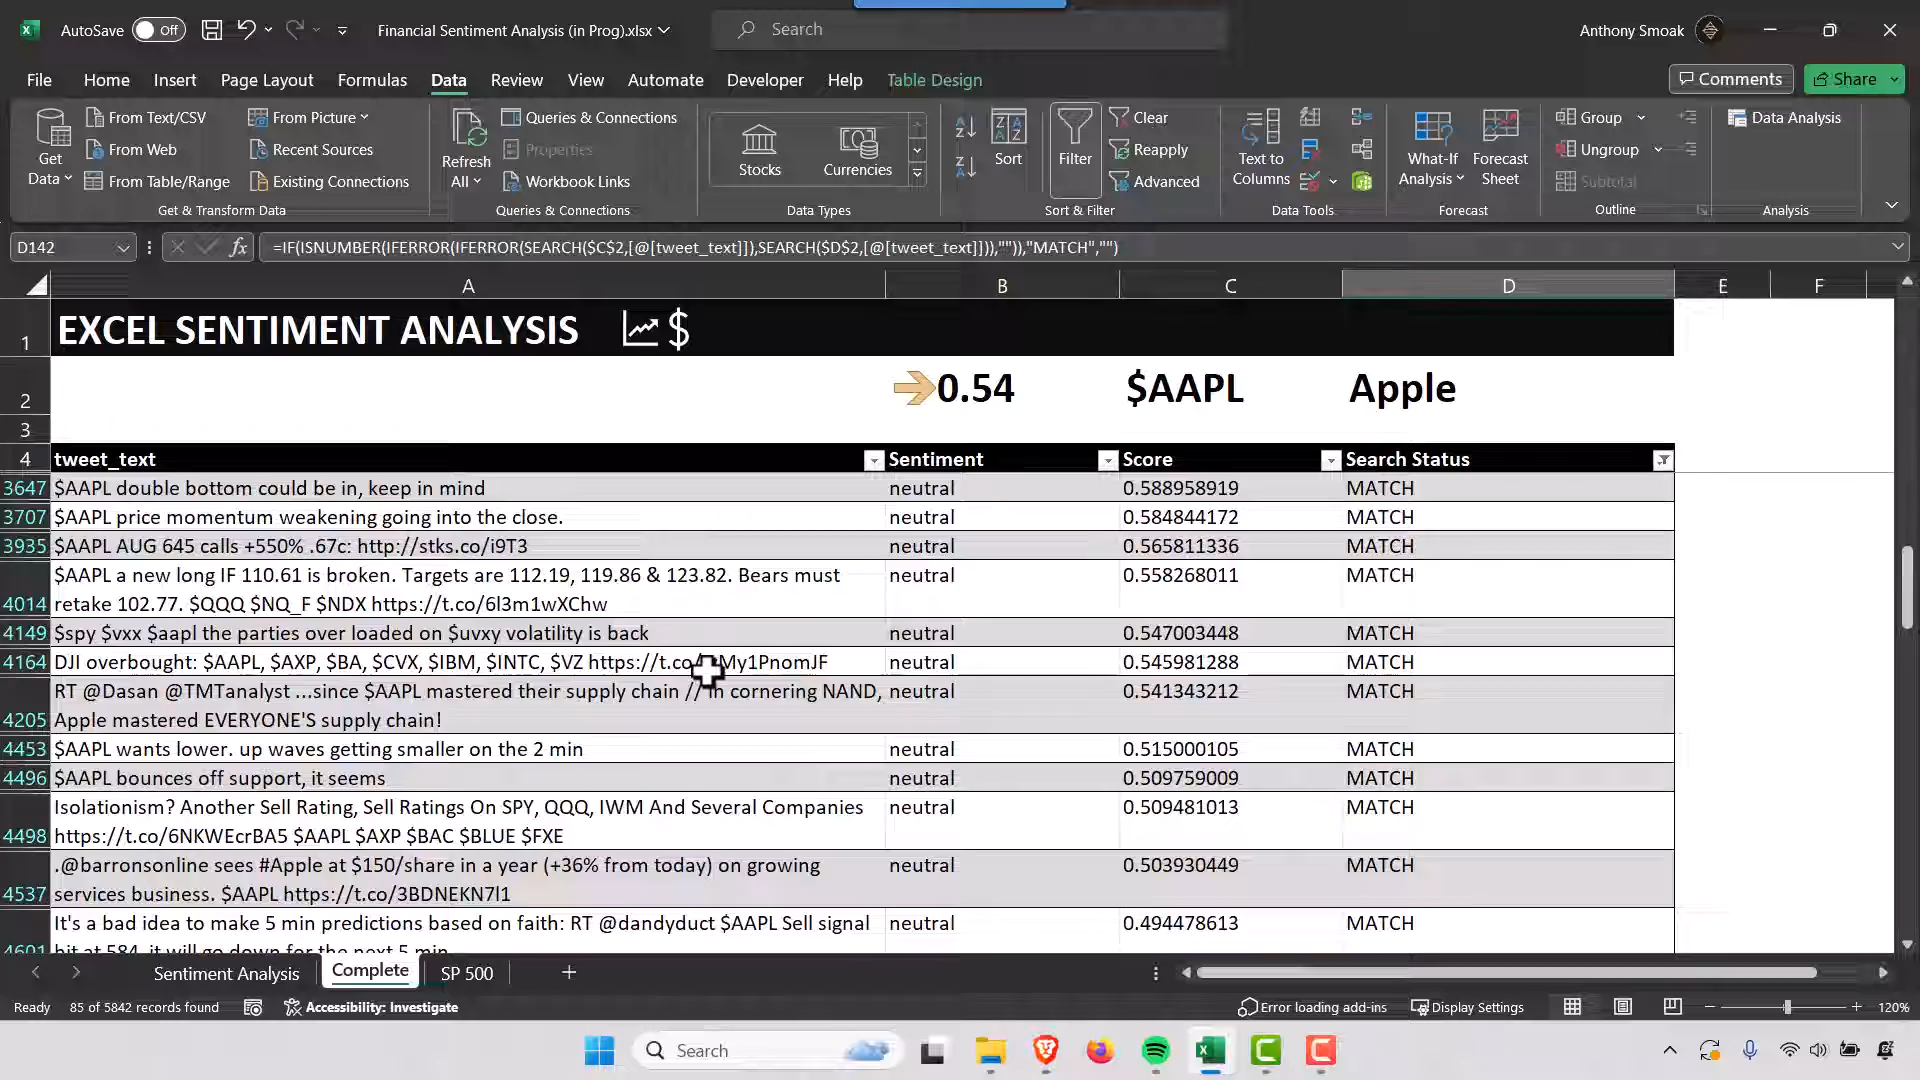 AutoSave Off Financial Sentiment Analysis (in Prog).xlsx Search Anthony Smoak
File Home Insert Page Layout Formulas Data Review View Automate Developer Help Table Design Comments Share
Get Data From Text/CSV From Web From Table/Range From Picture Recent Sources Existing Connections
Refresh All Queries & Connections Properties Workbook Links
Stocks Currencies
Sort Filter Clear Reapply Advanced
Text to Columns
What-If Analysis Forecast Sheet
Group Ungroup Subtotal
Data Analysis
Get & Transform Data Queries & Connections Data Types Sort & Filter Data Tools Forecast Outline Analysis
D142 fx =IF(ISNUMBER(IFERROR(IFERROR(SEARCH($C$2,[@[tweet_text]]),SEARCH($D$2,[@[tweet_text]])),"")),"MATCH","")
A B C D E F
1 EXCEL SENTIMENT ANALYSIS $
2 0.54 $AAPL Apple
3
4 tweet_text Sentiment Score Search Status
3647 $AAPL double bottom could be in, keep in mind neutral 0.588958919 MATCH
3707 $AAPL price momentum weakening going into the close. neutral 0.584844172 MATCH
3935 $AAPL AUG 645 calls +550% .67c: http://stks.co/i9T3 neutral 0.565811336 MATCH
$AAPL a new long IF 110.61 is broken. Targets are 112.19, 119.86 & 123.82. Bears must neutral 0.558268011 MATCH
4014 retake 102.77. $QQQ $NQ_F $NDX https://t.co/6l3m1wXChw
4149 $spy $vxx $aapl the parties over loaded on $uvxy volatility is back neutral 0.547003448 MATCH
4164 DJI overbought: $AAPL, $AXP, $BA, $CVX, $IBM, $INTC, $VZ neutral 0.545981288 MATCH
RT @Dasan @TMTanalyst ...since $AAPL mastered their supply chain // in cornering NAND, neutral 0.541343212 MATCH
4205 Apple mastered EVERYONE'S supply chain!
4453 $AAPL wants lower. up waves getting smaller on the 2 min neutral 0.515000105 MATCH
4496 $AAPL bounces off support, it seems neutral 0.509759009 MATCH
Isolationism? Another Sell Rating, Sell Ratings On SPY, QQQ, IWM And Several Companies neutral 0.509481013 MATCH
4498 https://t.co/6NKWEcrBA5 $AAPL $AXP $BAC $BLUE $FXE
.@barronsonline sees #Apple at $150/share in a year (+36% from today) on growing neutral 0.503930449 MATCH
4537 services business. $AAPL https://t.co/3BDNEKN7l1
It's a bad idea to make 5 min predictions based on faith: RT @dandyduct $AAPL Sell signal neutral 0.494478613 MATCH
4601 hit at 584, it will go down for the next 5 min
Sentiment Analysis Complete SP 500
Ready 85 of 5842 records found Accessibility: Investigate Error loading add-ins Display Settings 120%
Search